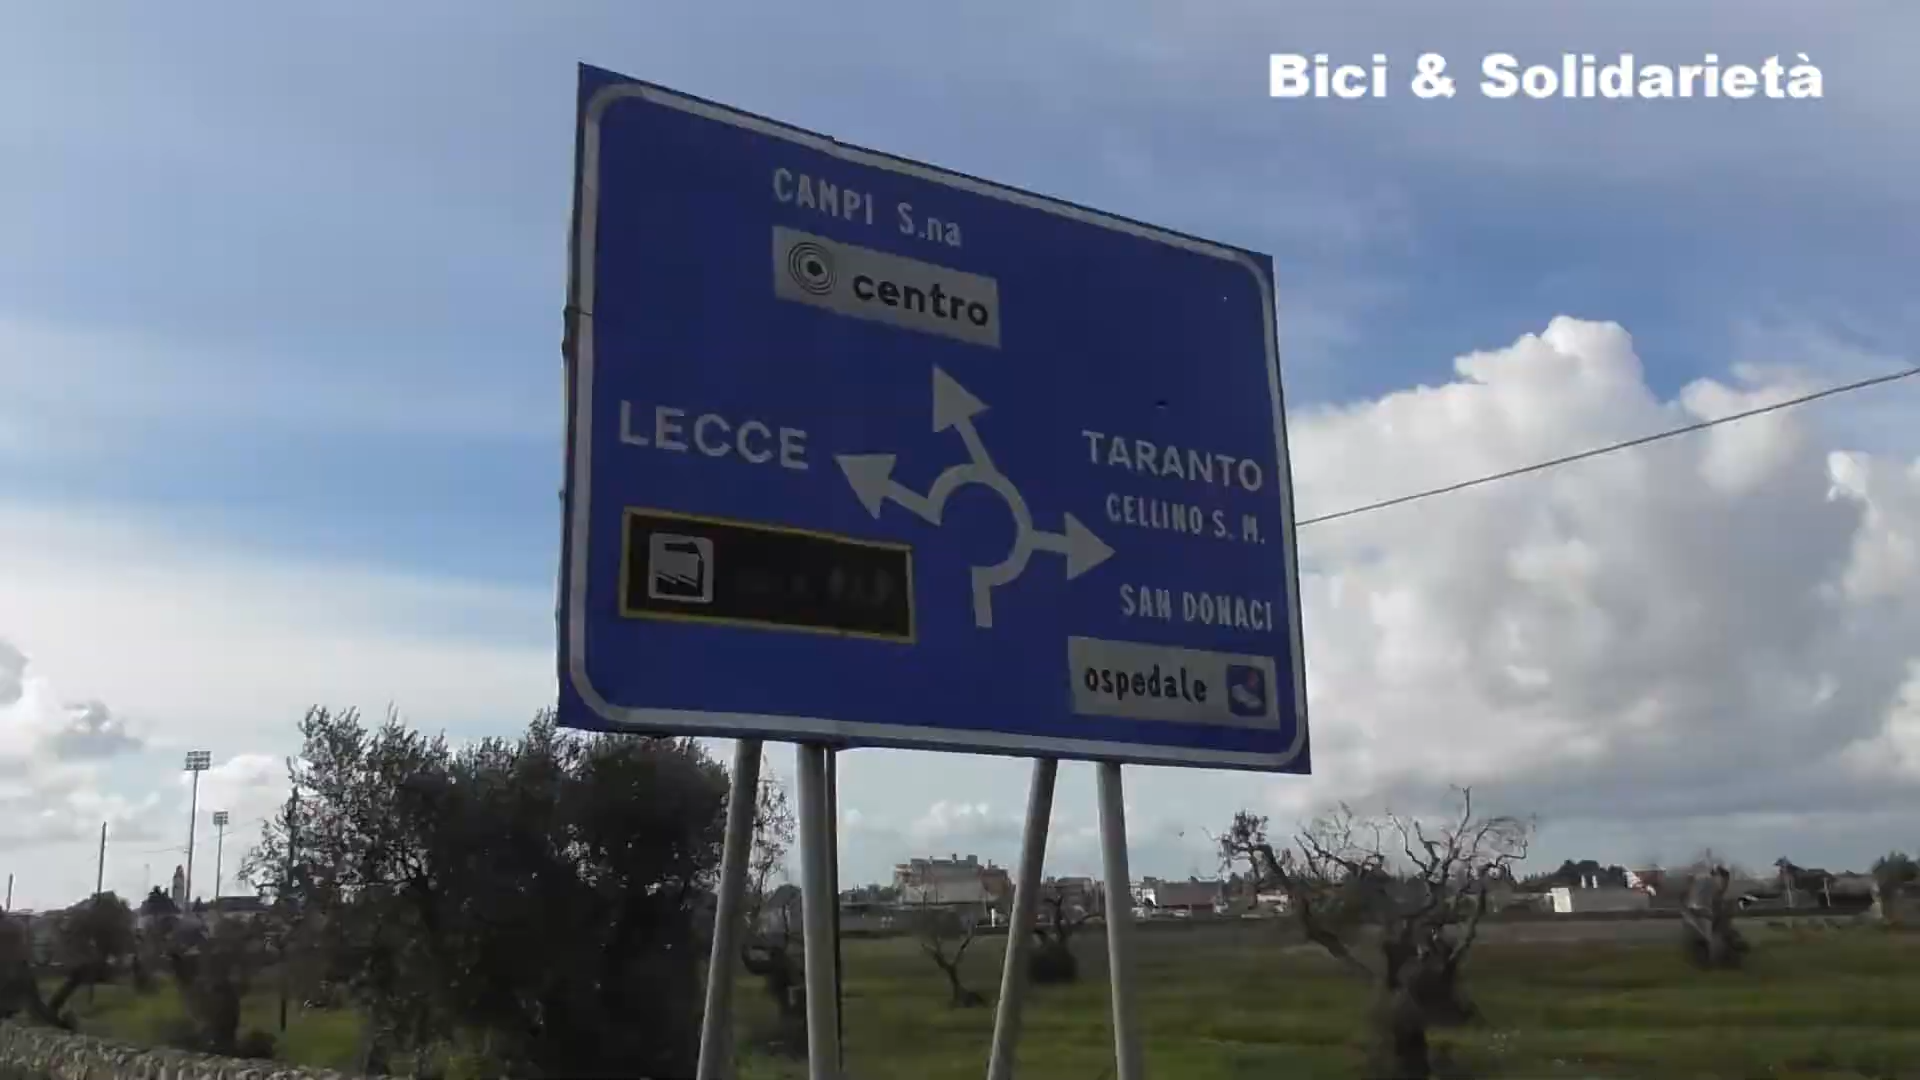 Bici & Solidarietà
CAMPI S.na
centro
LECCE
TARANTO
CELLINO S. M.
SAN DONACI
ospedale